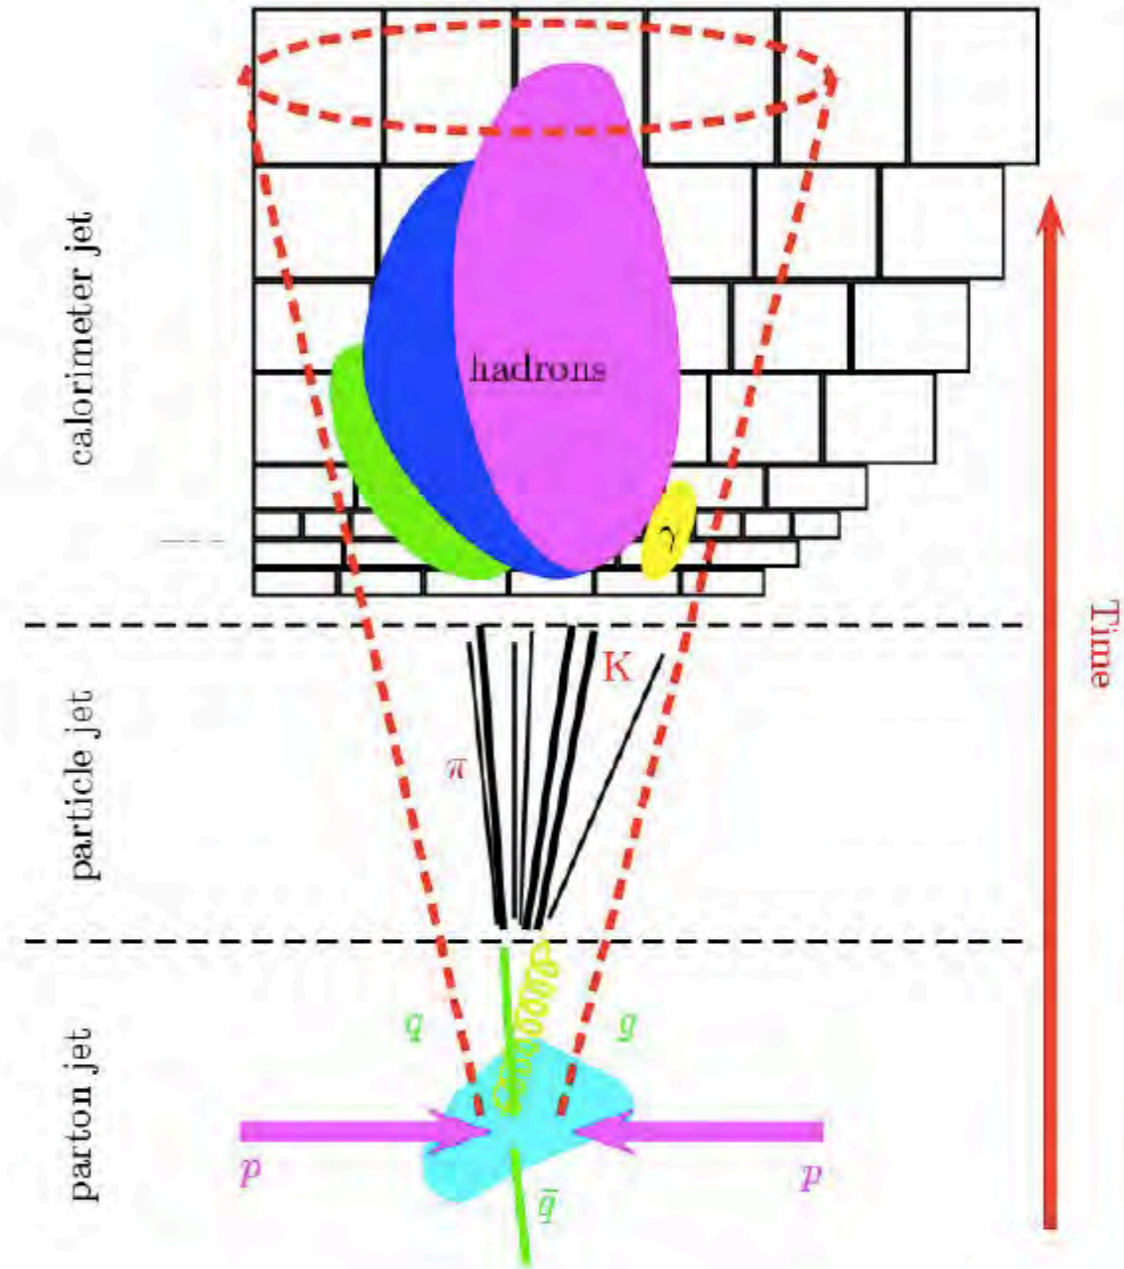 calorimeter jet
hadrons
γ
Time
particle jet
K
π
parton jet
q
g
p
p
q̄